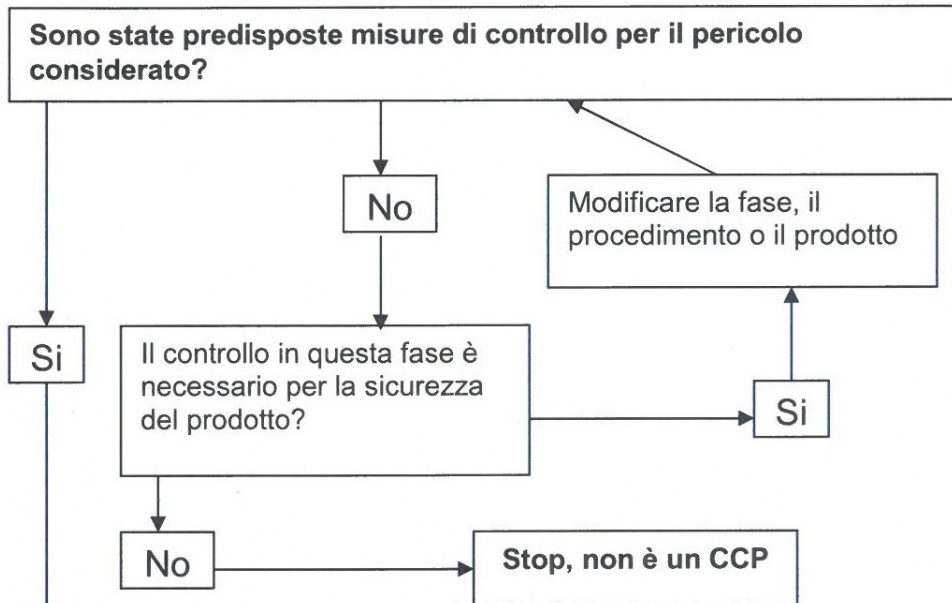 Sono state predisposte misure di controllo per il pericolo
considerato?
No
Modificare la fase, il
procedimento o il prodotto
Si
Il controllo in questa fase è
necessario per la sicurezza
del prodotto?
Si
No
Stop, non è un CCP